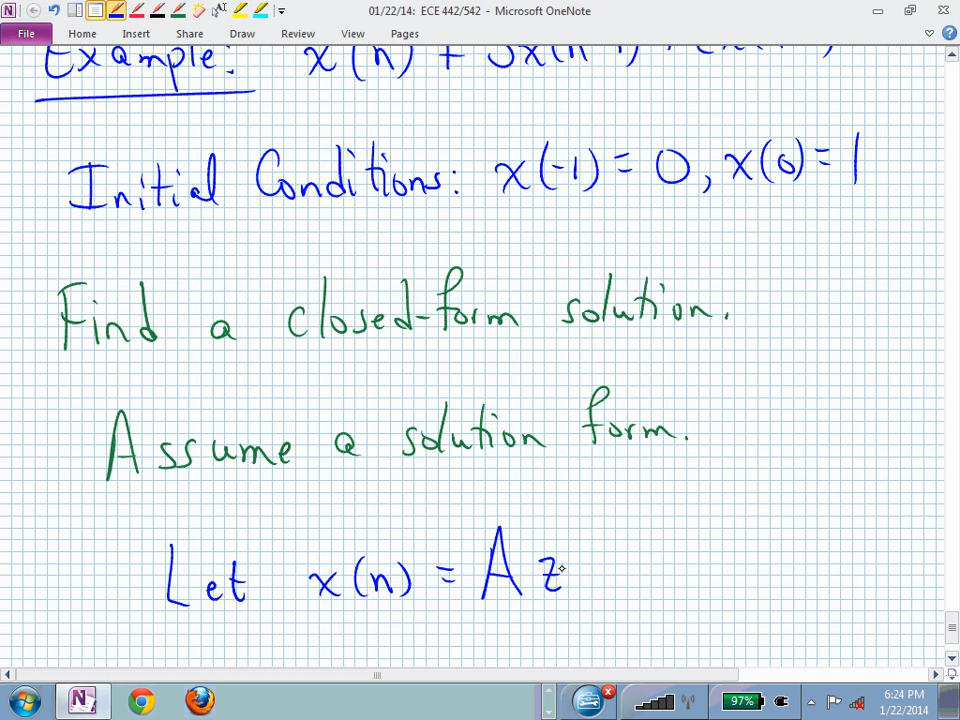 01/22/14: ECE 442/542 - Microsoft OneNote
File Home Insert Share Draw Review View Pages
Example: x(n) +
Initial Conditions: x(-1) = 0, x(0) = 1
Find a closed-form solution.
Assume a solution form.
Let x(n) = A z
97%
6:24 PM
1/22/2014